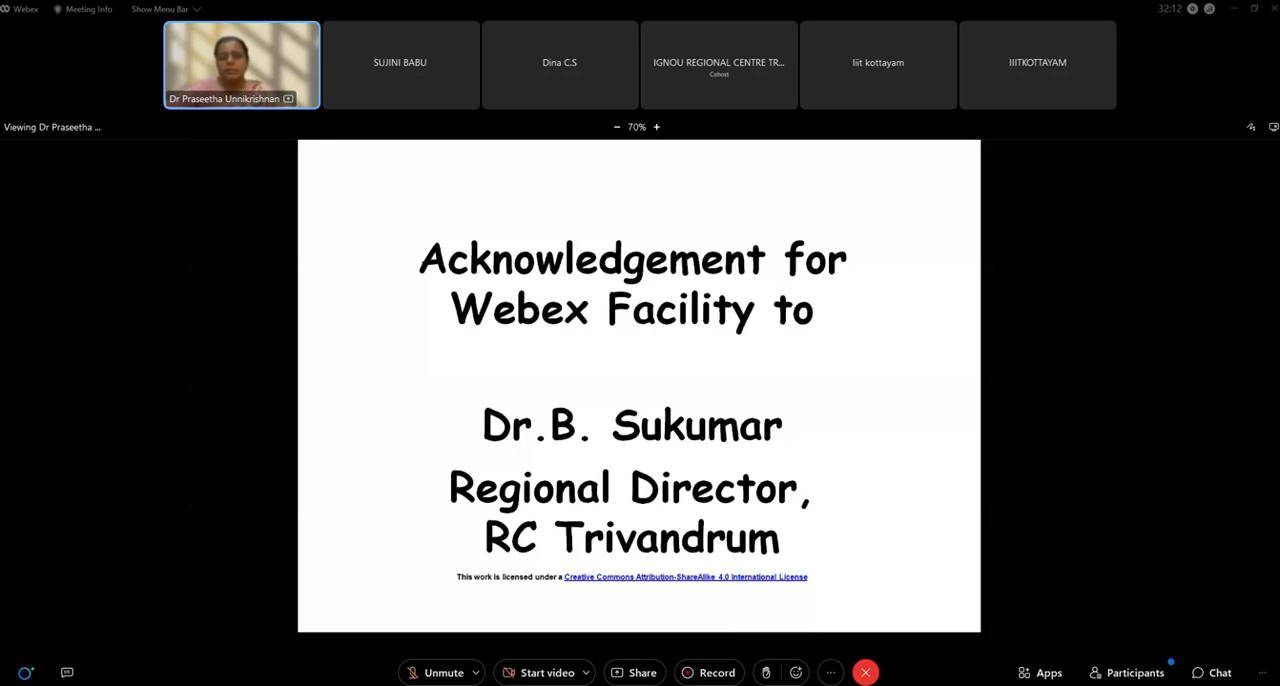 Webex
Meeting Info
Show Menu Bar
32:12
Dr Praseetha Unnikrishnan
SUJINI BABU
Dina C.S
IGNOU REGIONAL CENTRE TR...
Cohost
Iiit kottayam
IIITKOTTAYAM
Viewing Dr Praseetha ...
− 70% +
Acknowledgement for
Webex Facility to
Dr.B. Sukumar
Regional Director,
RC Trivandrum
This work is licensed under a Creative Commons Attribution-ShareAlike 4.0 International License
Unmute
Start video
Share
Record
Apps
Participants
Chat